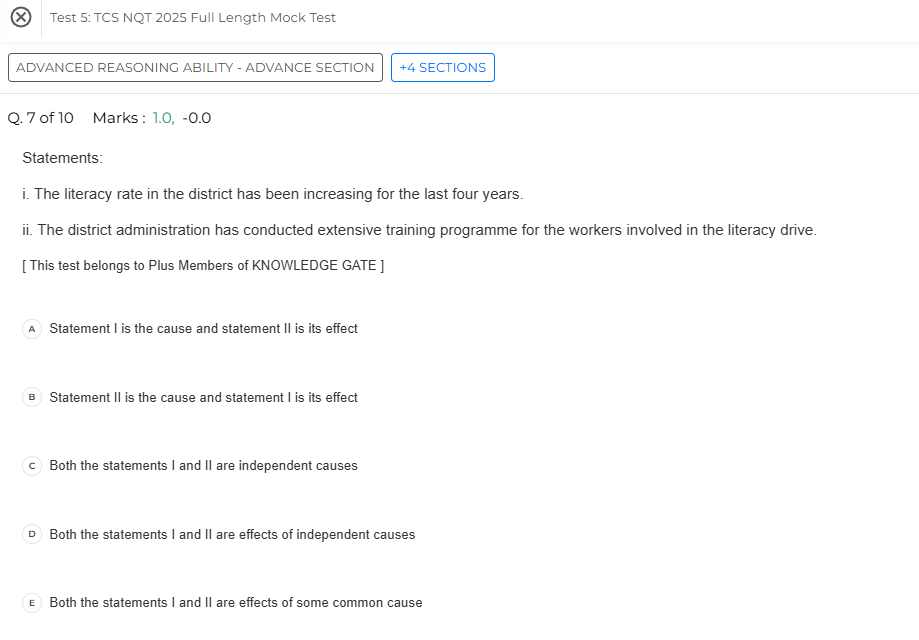 Test 5: TCS NQT 2025 Full Length Mock Test
ADVANCED REASONING ABILITY - ADVANCE SECTION
+4 SECTIONS
Q. 7 of 10 Marks : 1.0, -0.0
Statements:
i. The literacy rate in the district has been increasing for the last four years.
ii. The district administration has conducted extensive training programme for the workers involved in the literacy drive.
[ This test belongs to Plus Members of KNOWLEDGE GATE ]
A Statement I is the cause and statement II is its effect
B Statement II is the cause and statement I is its effect
C Both the statements I and II are independent causes
D Both the statements I and II are effects of independent causes
E Both the statements I and II are effects of some common cause